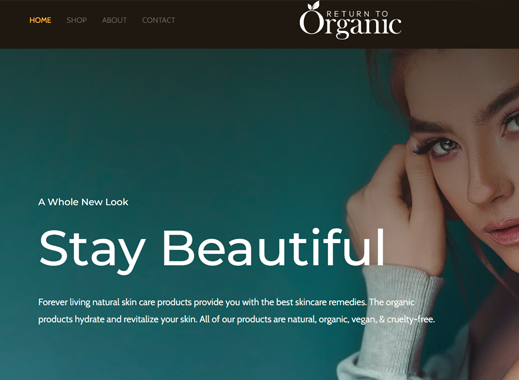 HOME SHOP ABOUT CONTACT
RETURN TO
Organic
A Whole New Look
Stay Beautiful
Forever living natural skin care products provide you with the best skincare remedies. The organic
products hydrate and revitalize your skin. All of our products are natural, organic, vegan, & cruelty-free.